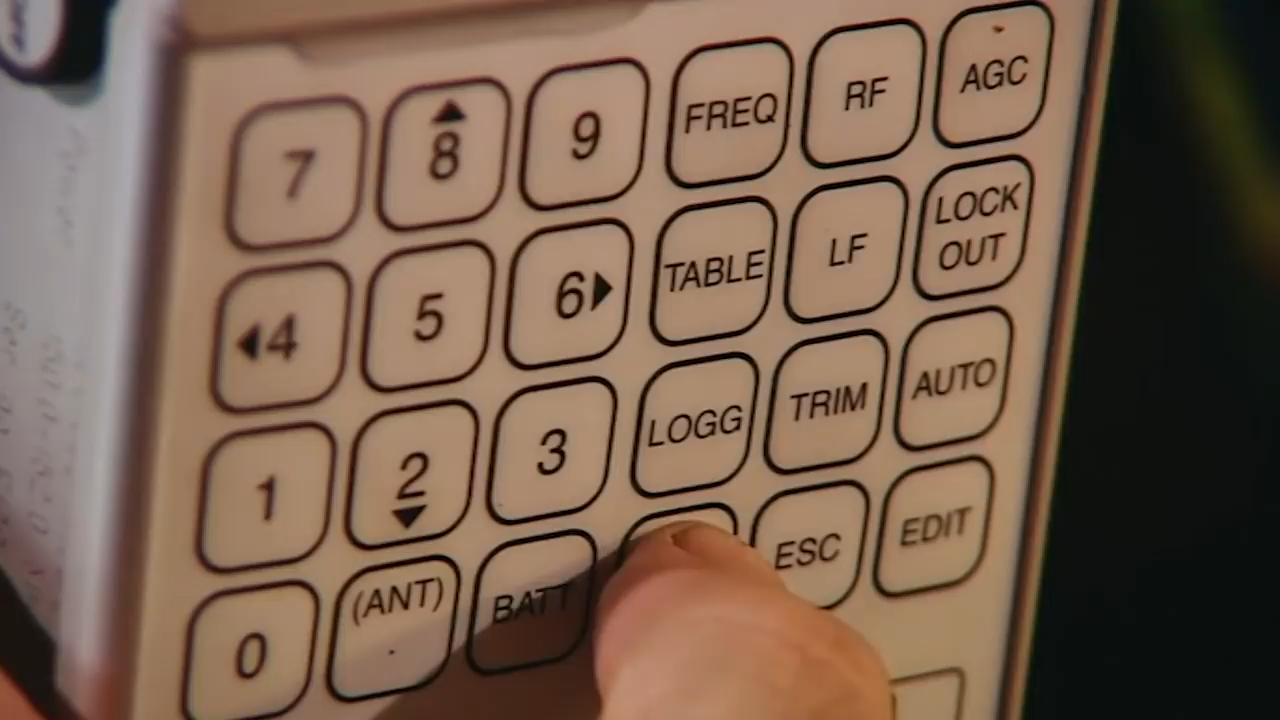 7 8 9 FREQ RF AGC
4 5 6 TABLE LF LOCK OUT
1 2 3 LOGG TRIM AUTO
0 (ANT) . BATT ESC EDIT